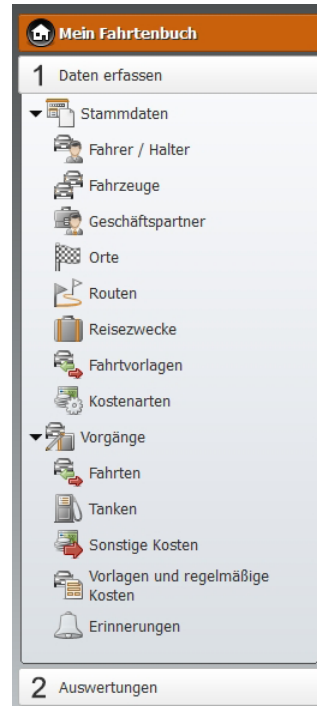 Mein Fahrtenbuch
1 Daten erfassen
Stammdaten
Fahrer / Halter
Fahrzeuge
Geschäftspartner
Orte
Routen
Reisezwecke
Fahrtvorlagen
Kostenarten
Vorgänge
Fahrten
Tanken
Sonstige Kosten
Vorlagen und regelmäßige
Kosten
Erinnerungen
2 Auswertungen